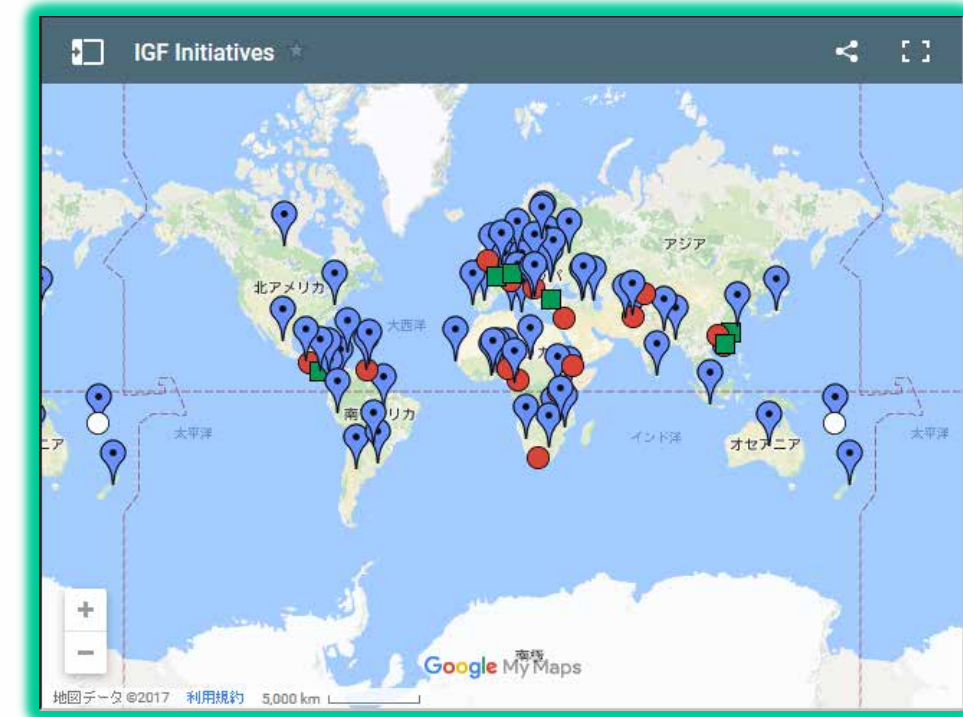 IGF Initiatives
アジア
北アメリカ
大西洋
南 リカ
太平洋
インド洋
オセアニア
太平洋
ニア
南極
Google My Maps
地図データ ©2017 利用規約 5,000 km